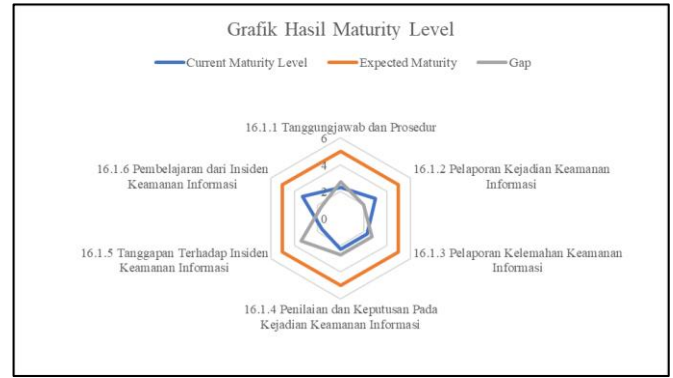 Grafik Hasil Maturity Level
Current Maturity Level
Expected Maturity
Gap
16.1.1 Tanggungjawab dan Prosedur
6
4
2
0
16.1.2 Pelaporan Kejadian Keamanan
Informasi
16.1.3 Pelaporan Kelemahan Keamanan
Informasi
16.1.4 Penilaian dan Keputusan Pada
Kejadian Keamanan Informasi
16.1.5 Tanggapan Terhadap Insiden
Keamanan Informasi
16.1.6 Pembelajaran dari Insiden
Keamanan Informasi